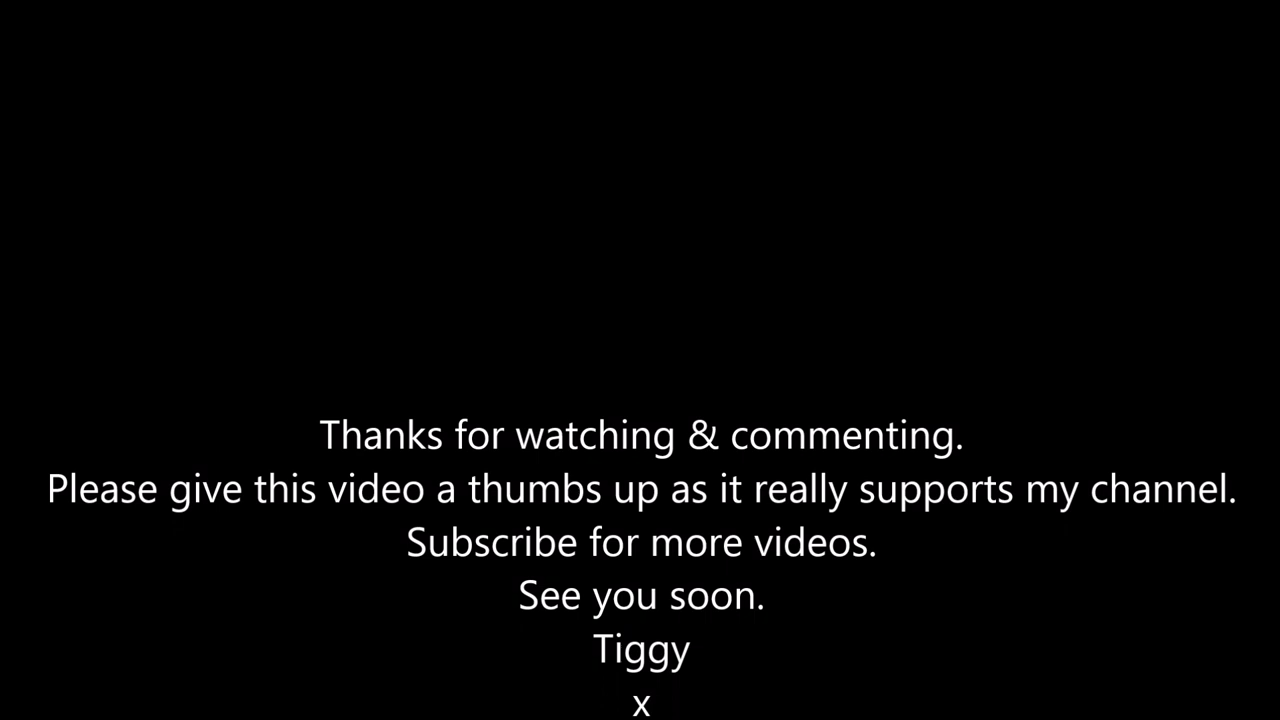 Thanks for watching & commenting.
Please give this video a thumbs up as it really supports my channel.
Subscribe for more videos.
See you soon.
Tiggy
x